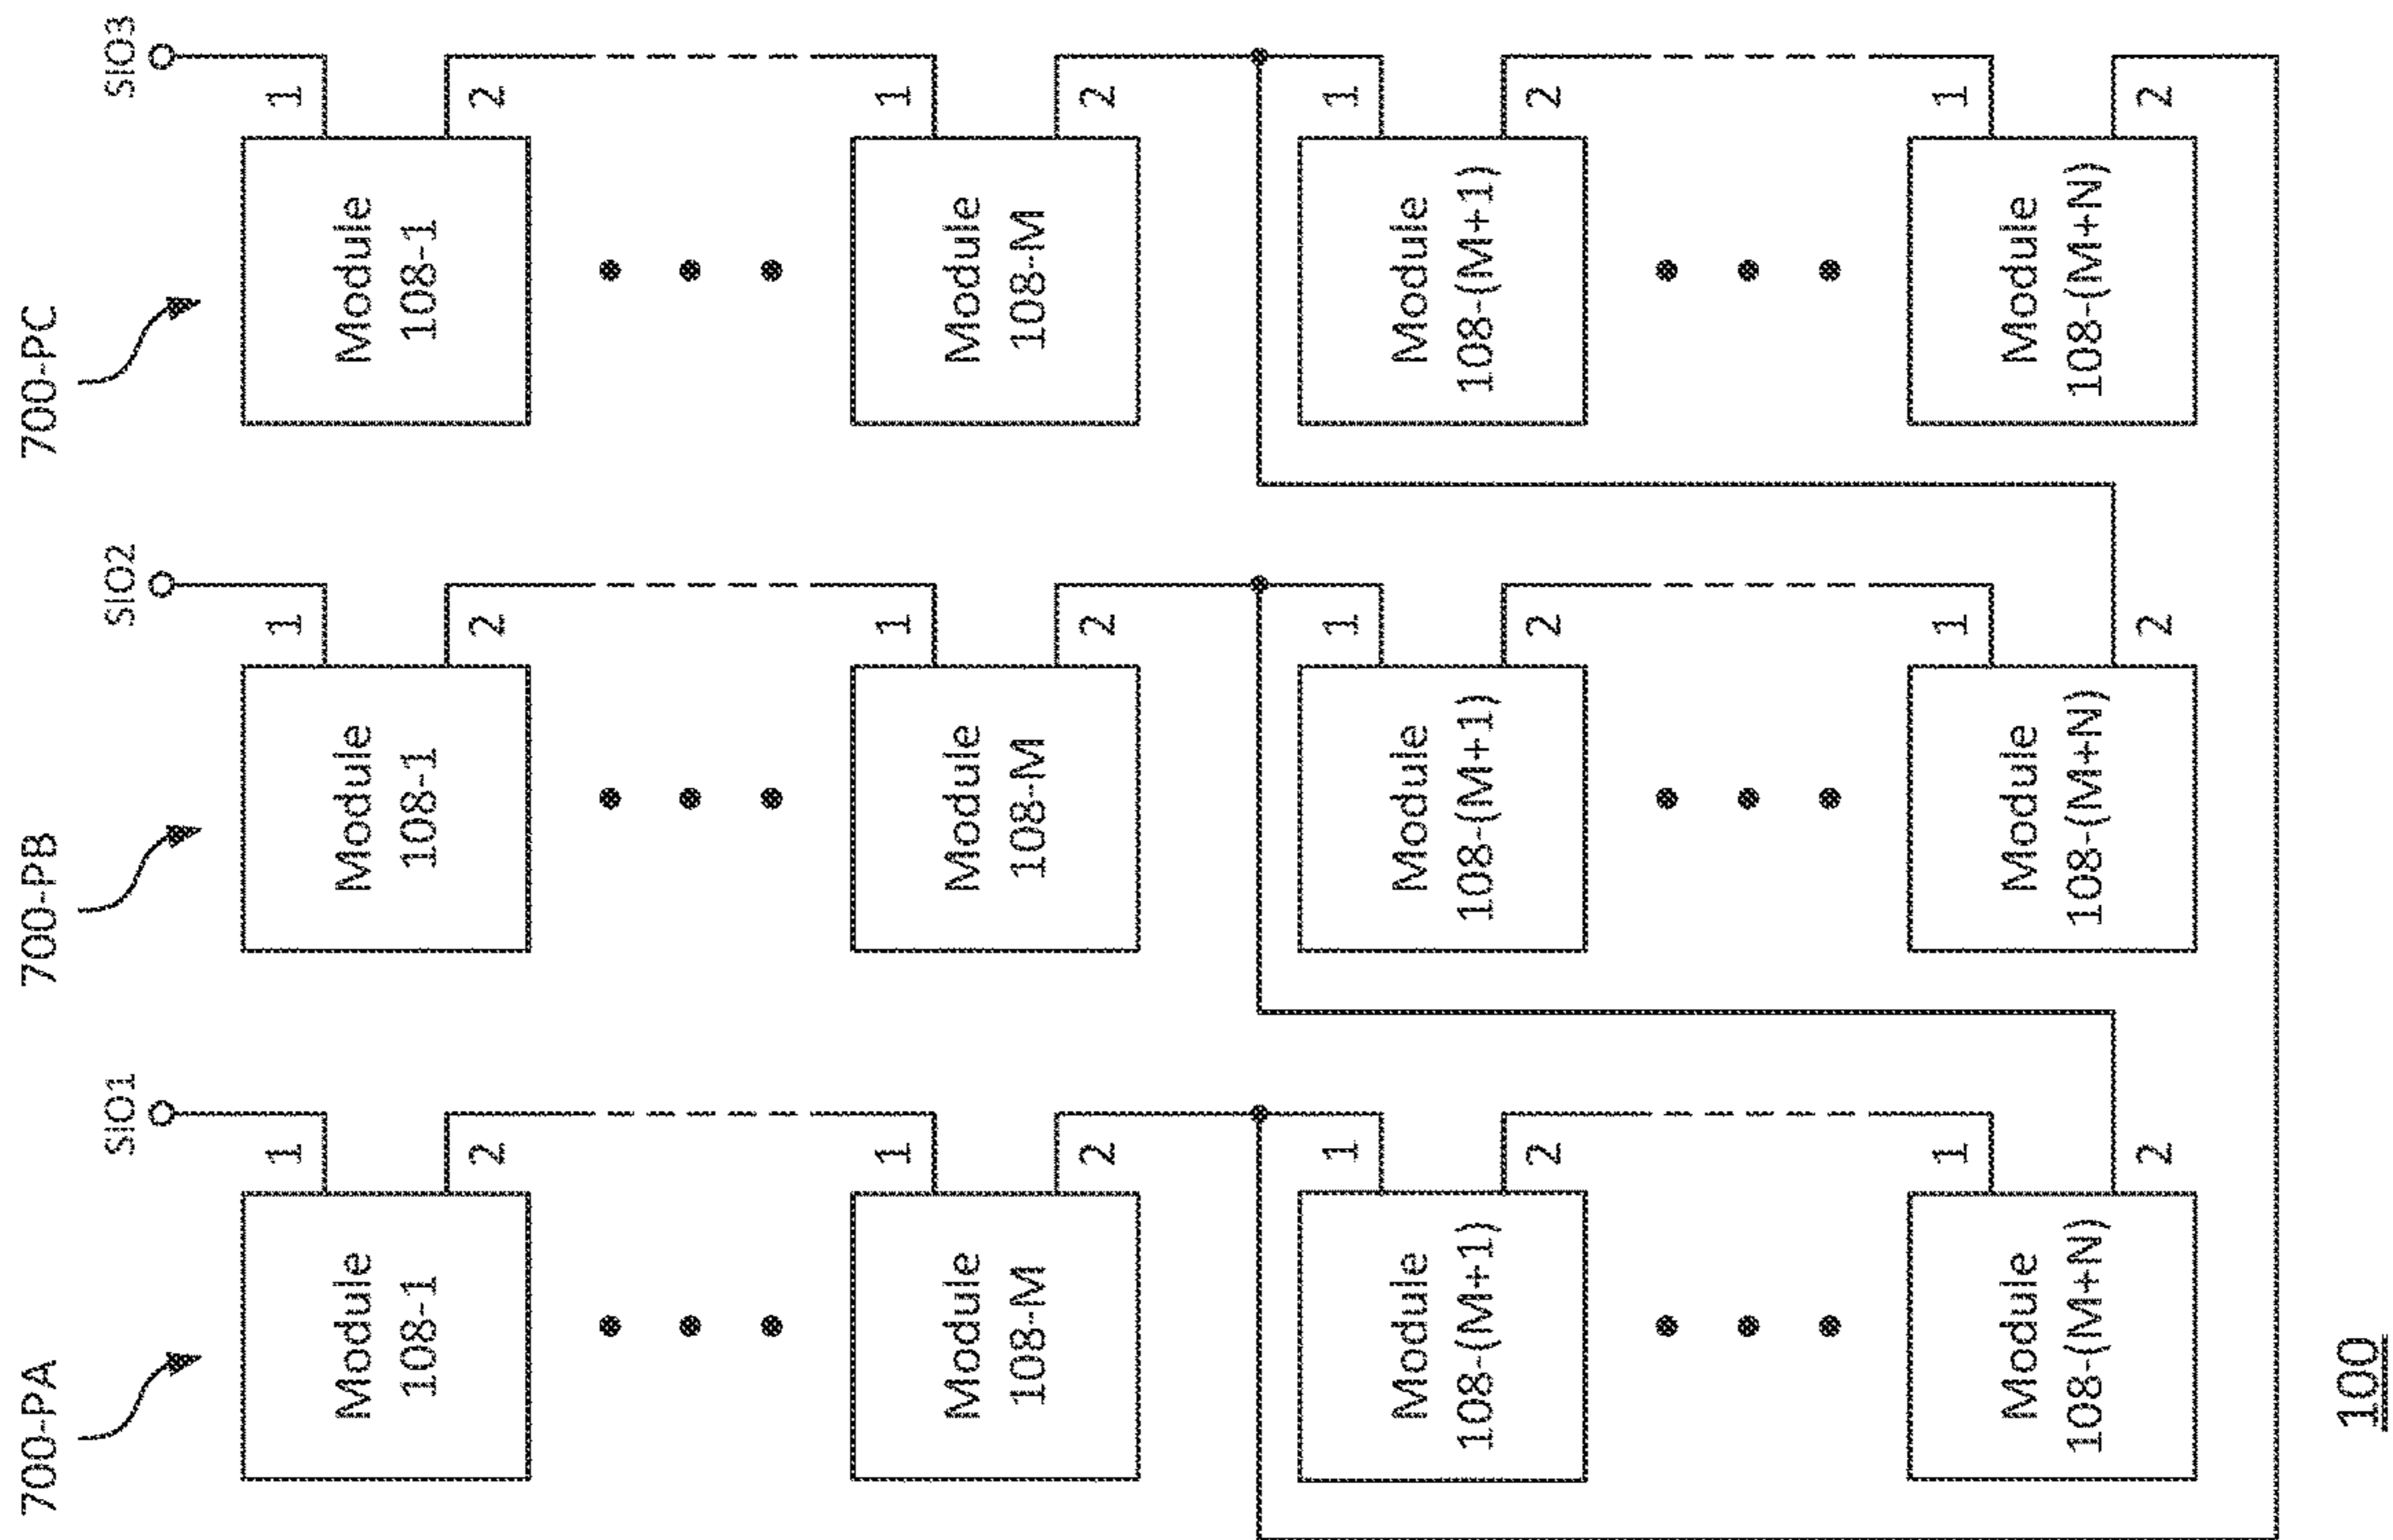 700-PA
700-PB
700-PC
SIO1
SIO2
SIO3
1
1
1
Module
108-1
Module
108-1
Module
108-1
2
2
2
1
1
1
Module
108-M
Module
108-M
Module
108-M
2
2
2
1
1
1
Module
108-(M+1)
Module
108-(M+1)
Module
108-(M+1)
2
2
2
1
1
1
Module
108-(M+N)
Module
108-(M+N)
Module
108-(M+N)
2
2
2
100